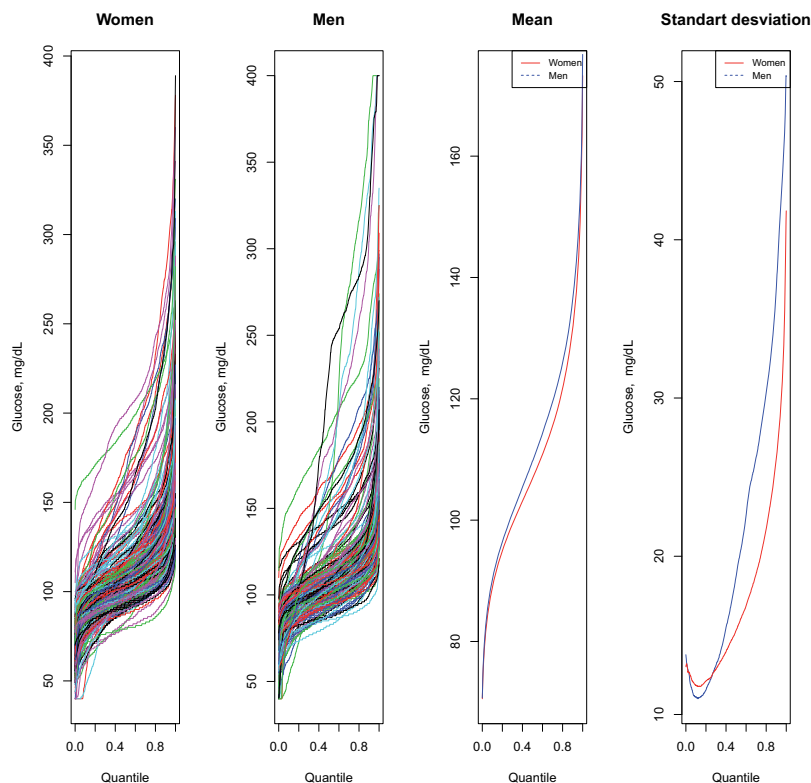 Women
Glucose, mg/dL
400
350
300
250
200
150
100
50
0.0 0.4 0.8
Quantile
Men
Glucose, mg/dL
400
350
300
250
200
150
100
50
0.0 0.4 0.8
Quantile
Mean
Women
Men
Glucose, mg/dL
160
140
120
100
80
0.0 0.4 0.8
Quantile
Standart desviation
Women
Men
Glucose, mg/dL
50
40
30
20
10
0.0 0.4 0.8
Quantile